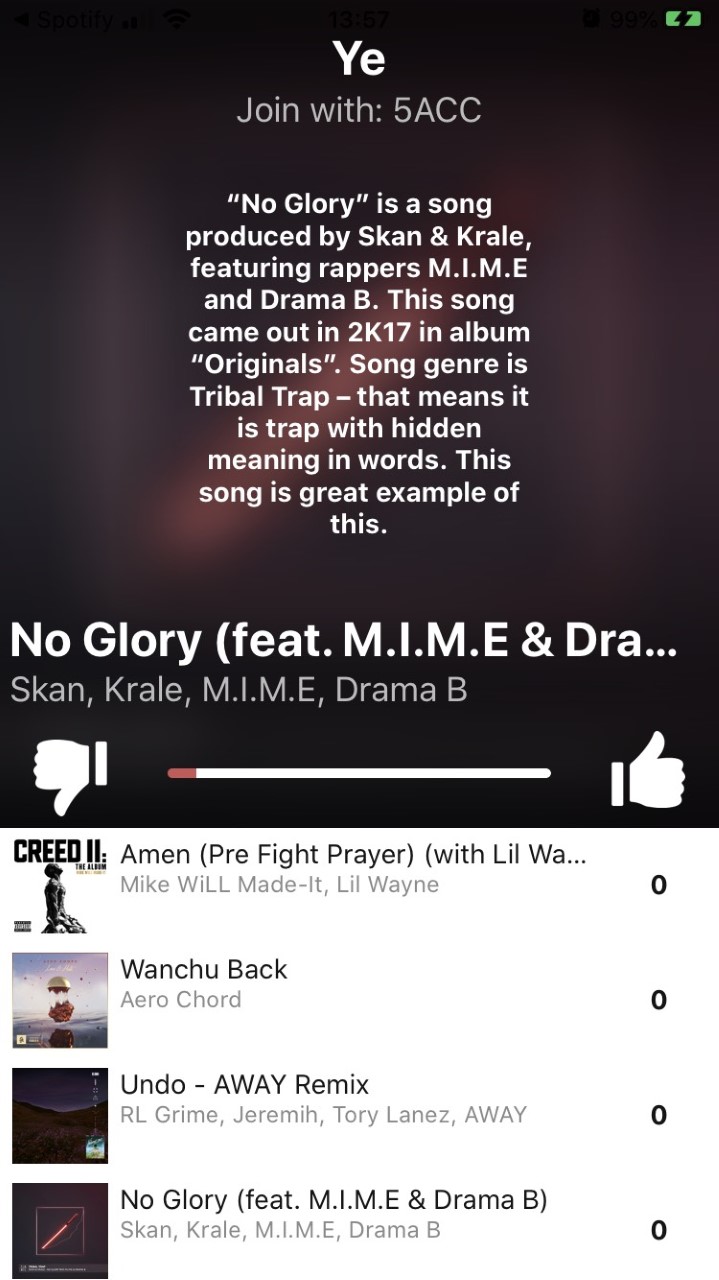 Spotify
13:57
99%
Ye
Join with: 5ACC
“No Glory” is a song
produced by Skan & Krale,
featuring rappers M.I.M.E
and Drama B. This song
came out in 2K17 in album
“Originals”. Song genre is
Tribal Trap – that means it
is trap with hidden
meaning in words. This
song is great example of
this.
No Glory (feat. M.I.M.E & Dra...
Skan, Krale, M.I.M.E, Drama B
CREED II:
THE ALBUM
Amen (Pre Fight Prayer) (with Lil Wa...
Mike WiLL Made-It, Lil Wayne
0
Wanchu Back
Aero Chord
0
Undo - AWAY Remix
RL Grime, Jeremih, Tory Lanez, AWAY
0
No Glory (feat. M.I.M.E & Drama B)
Skan, Krale, M.I.M.E, Drama B
0